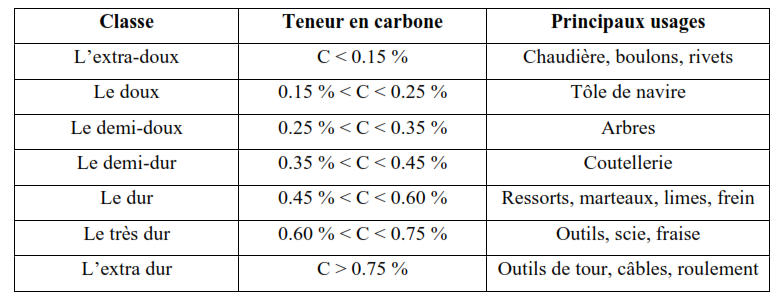 Classe Teneur en carbone Principaux usages
L'extra-doux C < 0.15 % Chaudière, boulons, rivets
Le doux 0.15 % < C < 0.25 % Tôle de navire
Le demi-doux 0.25 % < C < 0.35 % Arbres
Le demi-dur 0.35 % < C < 0.45 % Coutellerie
Le dur 0.45 % < C < 0.60 % Ressorts, marteaux, limes, frein
Le très dur 0.60 % < C < 0.75 % Outils, scie, fraise
L'extra dur C > 0.75 % Outils de tour, câbles, roulement